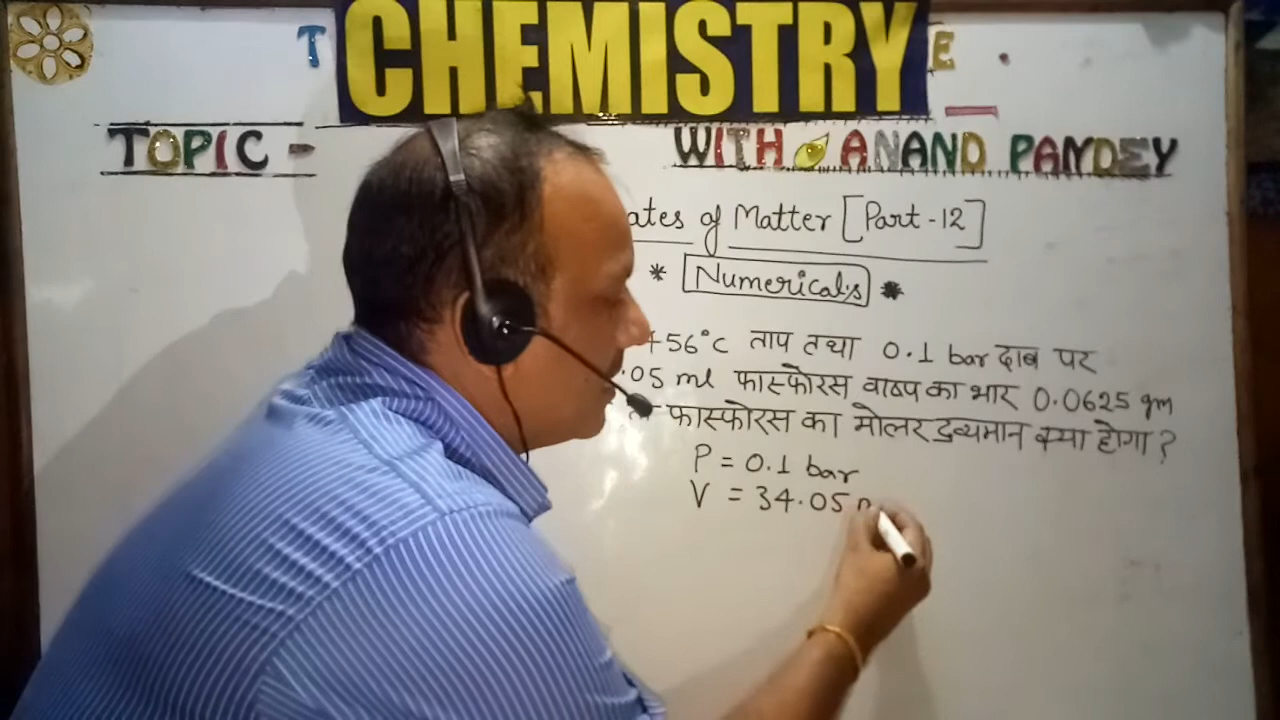 CHEMISTRY
TOPIC -
WITH ANAND PANDEY
ates of Matter [Part-12]
* Numericals *
56°C ताप तथा 0.1 bar दाब पर
.05 ml फास्फोरस वाष्प का भार 0.0625 gm
फास्फोरस का मोलर द्रव्यमान क्या होगा?
P = 0.1 bar
V = 34.05